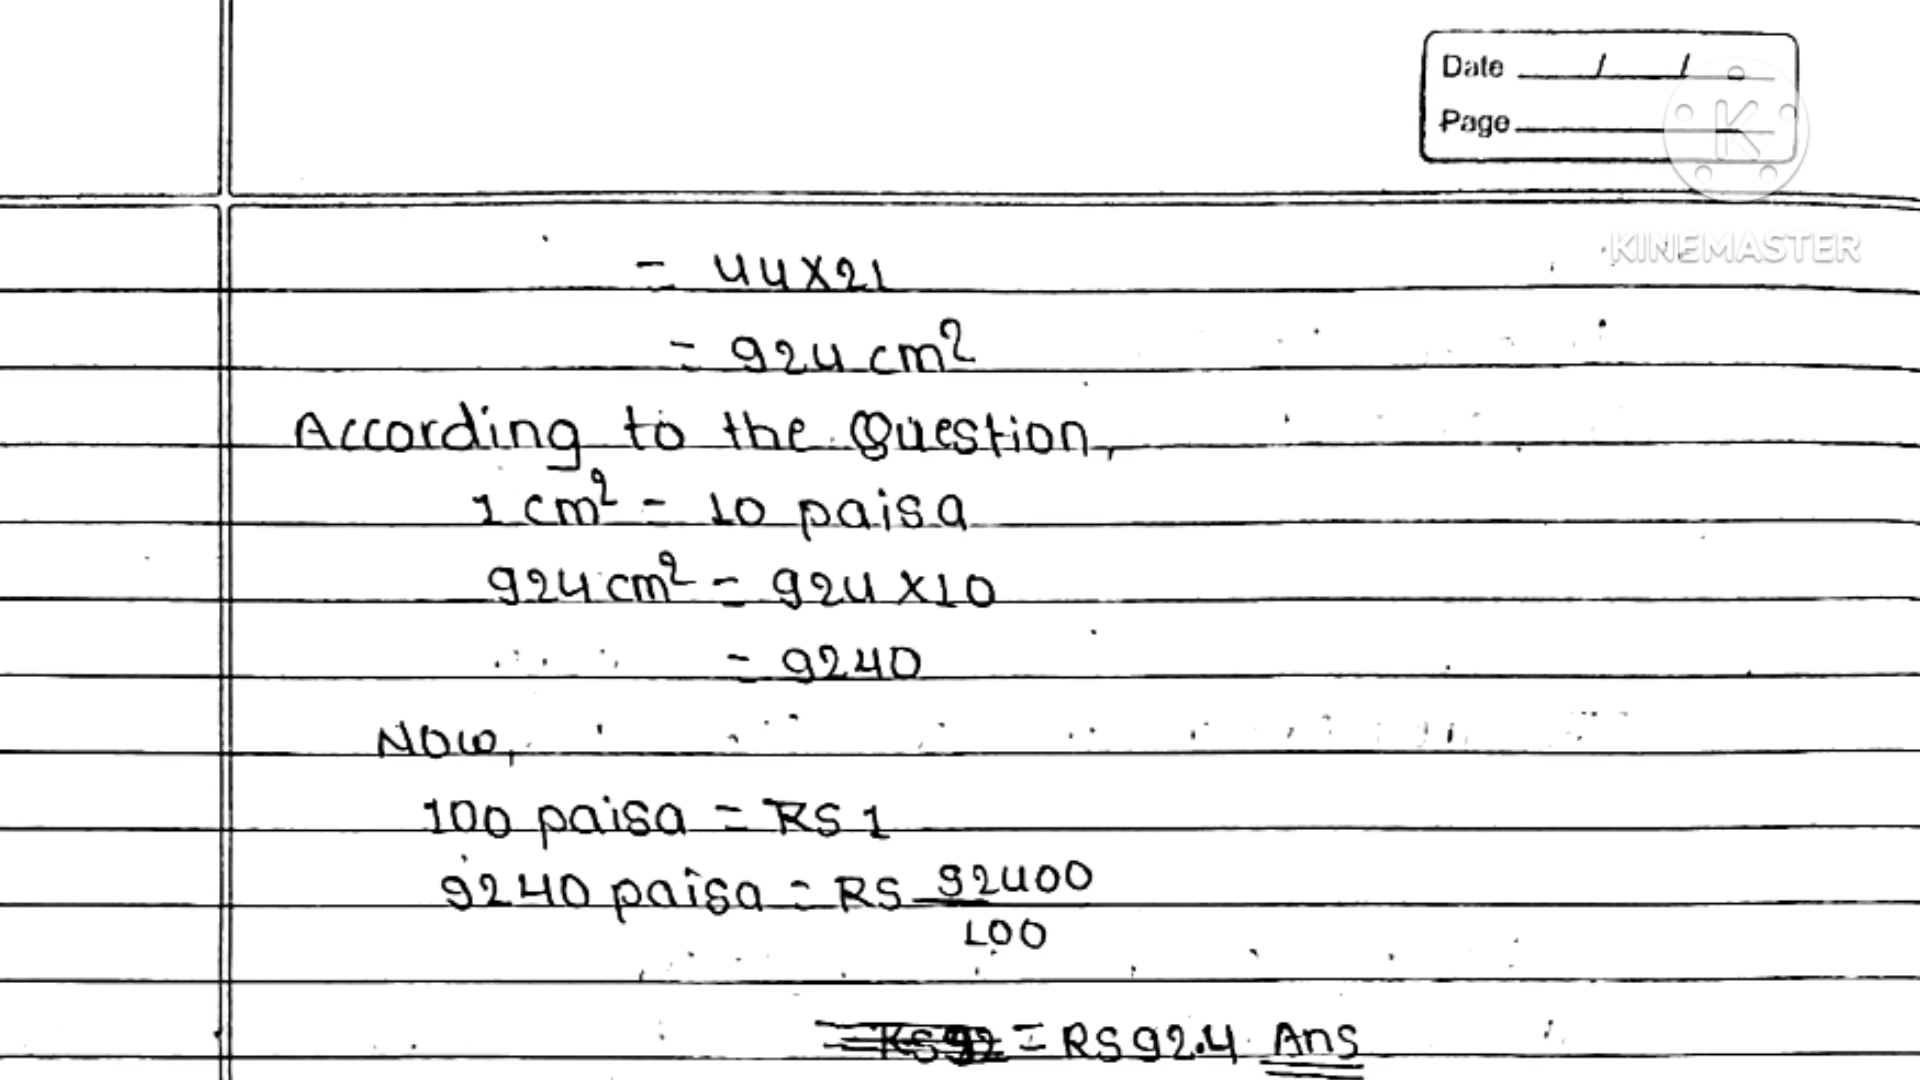 Date / /
Page
KINEMASTER
= 44x21
= 924 cm²
According to the Question,
1 cm² = 10 paisa
924 cm² = 924 x10
= 9240
Now,
100 paisa = RS 1
9240 paisa = RS 92400
100
= RS 92.4 Ans